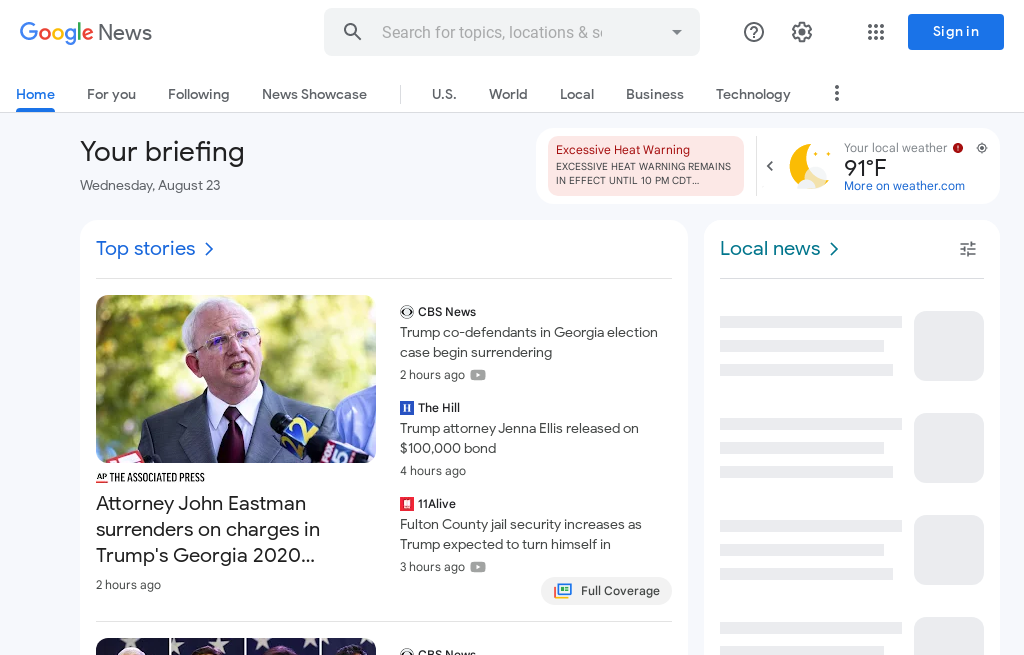 Google News
Search for topics, locations & s
Sign in
Home
For you
Following
News Showcase
U.S.
World
Local
Business
Technology
Your briefing
Wednesday, August 23
Excessive Heat Warning
EXCESSIVE HEAT WARNING REMAINS
IN EFFECT UNTIL 10 PM CDT...
Your local weather
91°F
More on weather.com
Top stories
22
FOX
5
AP THE ASSOCIATED PRESS
Attorney John Eastman
surrenders on charges in
Trump's Georgia 2020...
2 hours ago
CBS News
Trump co-defendants in Georgia election
case begin surrendering
2 hours ago
H The Hill
Trump attorney Jenna Ellis released on
$100,000 bond
4 hours ago
11Alive
Fulton County jail security increases as
Trump expected to turn himself in
3 hours ago
Full Coverage
CBS News
Local news